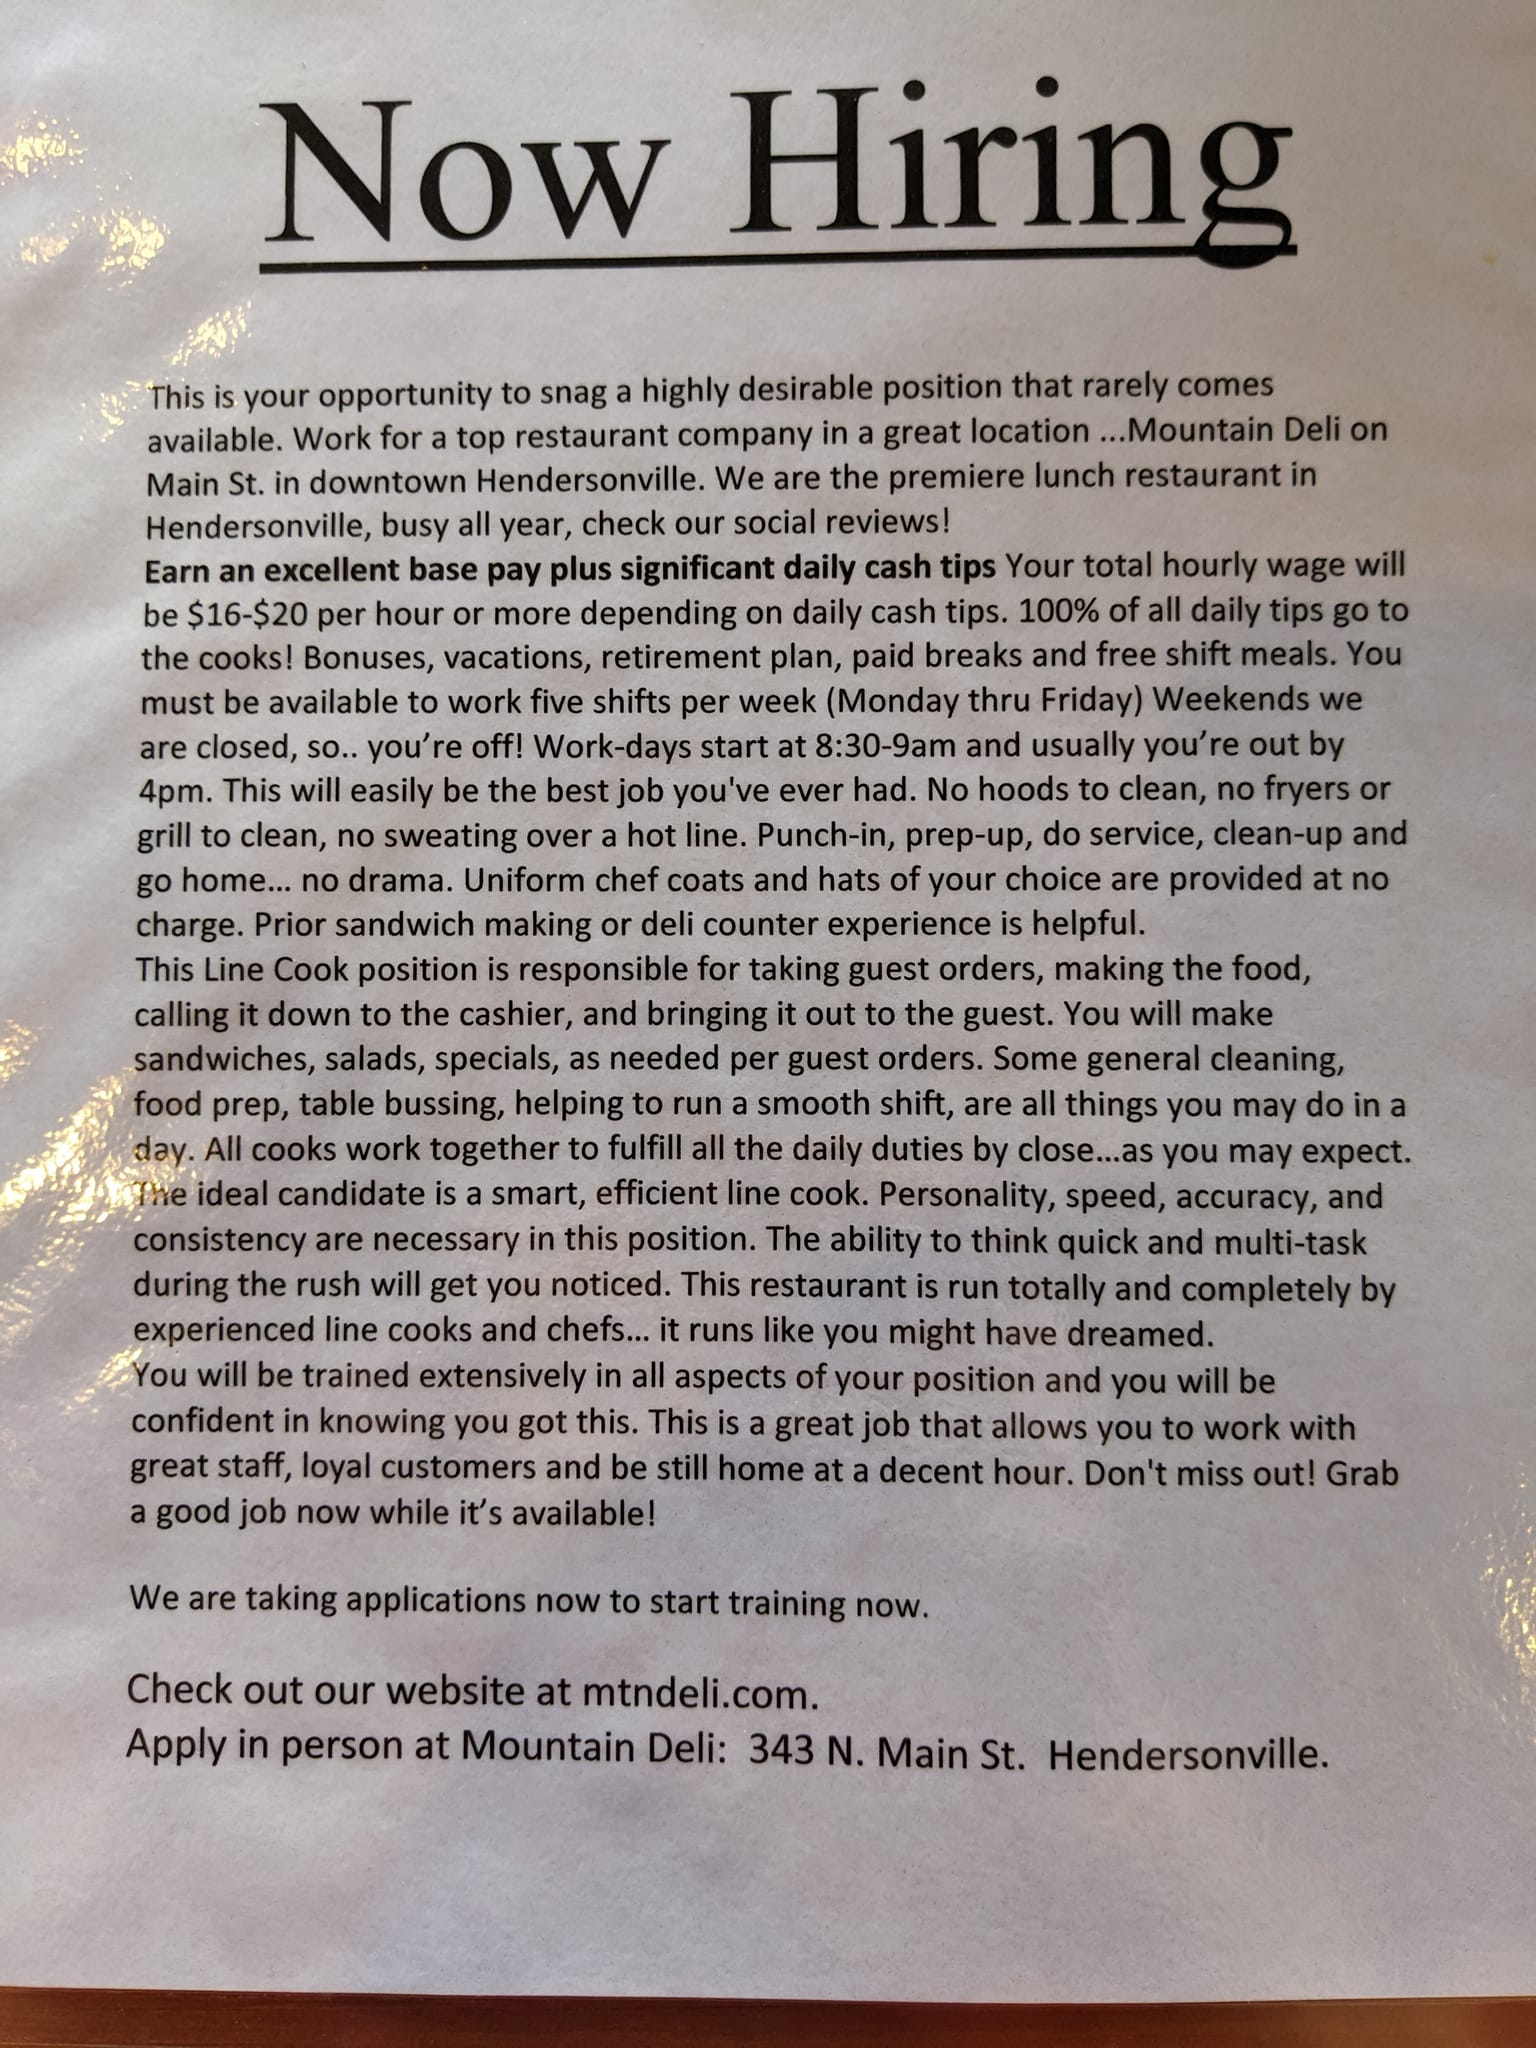 Now Hiring
This is your opportunity to snag a highly desirable position that rarely comes
available. Work for a top restaurant company in a great location ...Mountain Deli on
Main St. in downtown Hendersonville. We are the premiere lunch restaurant in
Hendersonville, busy all year, check our social reviews!
Earn an excellent base pay plus significant daily cash tips Your total hourly wage will
be $16-$20 per hour or more depending on daily cash tips. 100% of all daily tips go to
the cooks! Bonuses, vacations, retirement plan, paid breaks and free shift meals. You
must be available to work five shifts per week (Monday thru Friday) Weekends we
are closed, so.. you’re off! Work-days start at 8:30-9am and usually you’re out by
4pm. This will easily be the best job you've ever had. No hoods to clean, no fryers or
grill to clean, no sweating over a hot line. Punch-in, prep-up, do service, clean-up and
go home... no drama. Uniform chef coats and hats of your choice are provided at no
charge. Prior sandwich making or deli counter experience is helpful.
This Line Cook position is responsible for taking guest orders, making the food,
calling it down to the cashier, and bringing it out to the guest. You will make
sandwiches, salads, specials, as needed per guest orders. Some general cleaning,
food prep, table bussing, helping to run a smooth shift, are all things you may do in a
day. All cooks work together to fulfill all the daily duties by close...as you may expect.
The ideal candidate is a smart, efficient line cook. Personality, speed, accuracy, and
consistency are necessary in this position. The ability to think quick and multi-task
during the rush will get you noticed. This restaurant is run totally and completely by
experienced line cooks and chefs... it runs like you might have dreamed.
You will be trained extensively in all aspects of your position and you will be
confident in knowing you got this. This is a great job that allows you to work with
great staff, loyal customers and be still home at a decent hour. Don't miss out! Grab
a good job now while it’s available!
We are taking applications now to start training now.
Check out our website at mtndeli.com.
Apply in person at Mountain Deli: 343 N. Main St. Hendersonville.